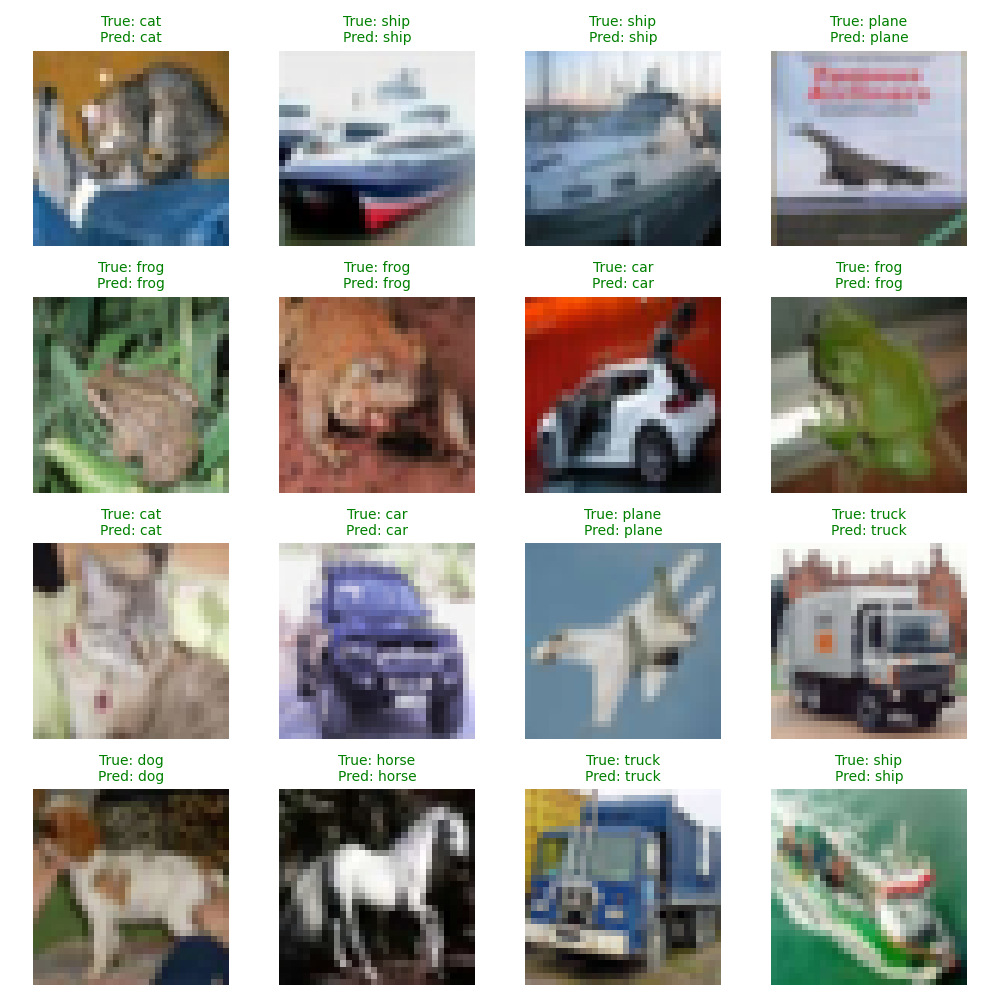 True: cat
Pred: cat
True: ship
Pred: ship
True: ship
Pred: ship
True: plane
Pred: plane
True: frog
Pred: frog
True: frog
Pred: frog
True: car
Pred: car
True: frog
Pred: frog
True: cat
Pred: cat
True: car
Pred: car
True: plane
Pred: plane
True: truck
Pred: truck
True: dog
Pred: dog
True: horse
Pred: horse
True: truck
Pred: truck
True: ship
Pred: ship